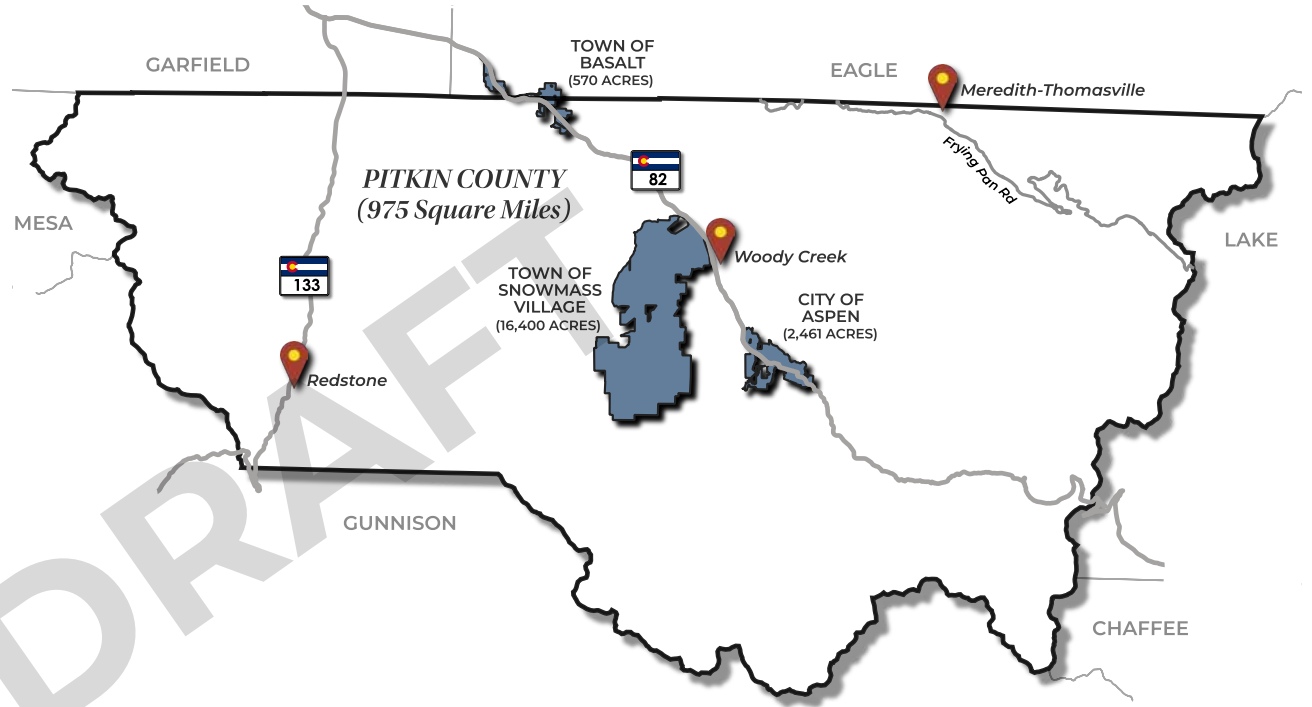 GARFIELD
TOWN OF
BASALT
(570 ACRES)
EAGLE
Meredith-Thomasville
Frying Pan Rd
PITKIN COUNTY
(975 Square Miles)
82
MESA
LAKE
Woody Creek
133
TOWN OF
SNOWMASS
VILLAGE
(16,400 ACRES)
CITY OF
ASPEN
(2,461 ACRES)
Redstone
GUNNISON
CHAFFEE
DRAFT